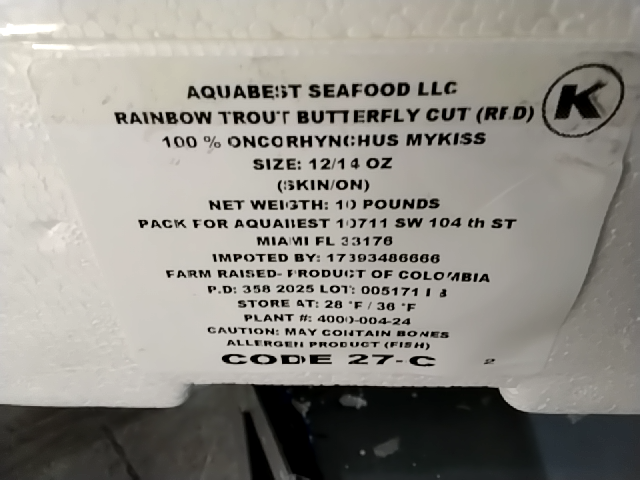 AQUABEST SEAFOOD LLC
RAINBOW TROUT BUTTERFLY CUT (RED)
K
100 % ONCORHYNCHUS MYKISS
SIZE: 12/14 OZ
(SKIN/ON)
NET WEIGTH: 10 POUNDS
PACK FOR AQUABEST 10711 SW 104 th ST
MIAMI FL 33176
IMPOTED BY: 17393486666
FARM RAISED- PRODUCT OF COLOMBIA
P.D: 358 2025 LOT: 005171
STORE AT: 28 °F / 36 °F
PLANT #: 4000-004-24
CAUTION: MAY CONTAIN BONES
ALLERGEN PRODUCT (FISH)
CODE 27-C 2